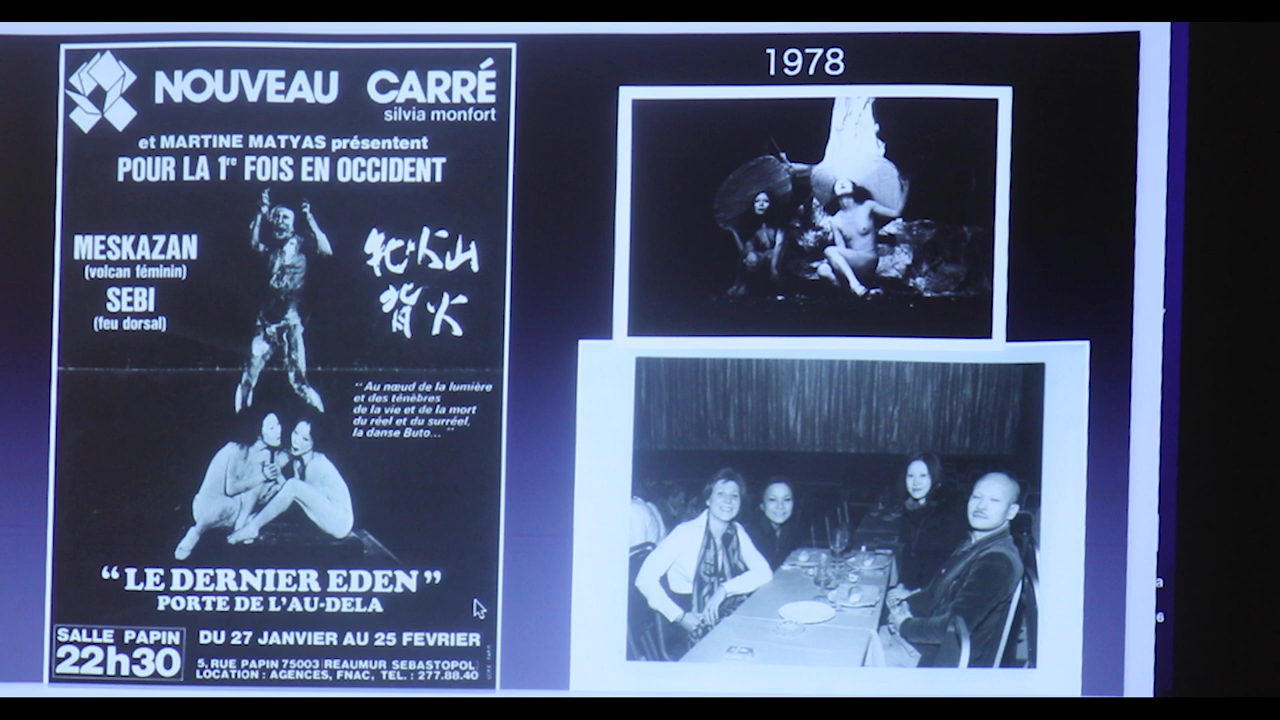 NOUVEAU CARRÉ
silvia monfort
et MARTINE MATYAS présentent
POUR LA 1re FOIS EN OCCIDENT
MESKAZAN
(volcan féminin)
SEBI
(feu dorsal)
牝火山
背火
“Au nœud de la lumière
et des ténèbres
de la vie et de la mort
du réel et du surréel,
la danse Buto... ”
“LE DERNIER EDEN”
PORTE DE L'AU-DELA
SALLE PAPIN
22h30
DU 27 JANVIER AU 25 FEVRIER
5, RUE PAPIN 75003 (REAUMUR SEBASTOPOL)
LOCATION : AGENCES, FNAC, TEL. : 277.88.40
1978
a
6